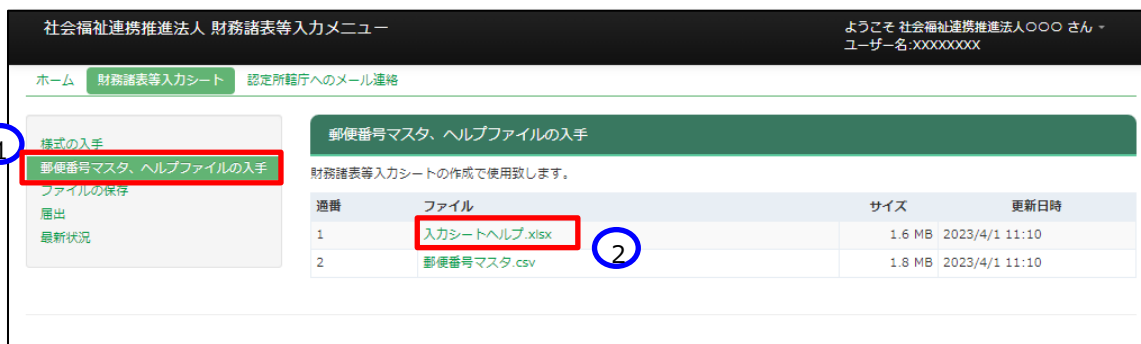 社会福祉連携推進法人 財務諸表等入力メニュー
ようこそ 社会福祉連携推進法人○○○ さん
ユーザー名:XXXXXXXX
ホーム 財務諸表等入力シート 認定所轄庁へのメール連絡
1
様式の入手
郵便番号マスタ、ヘルプファイルの入手
ファイルの保存
届出
最新状況
郵便番号マスタ、ヘルプファイルの入手
財務諸表等入力シートの作成で使用致します。
通番 ファイル サイズ 更新日時
1 入力シートヘルプ.xlsx 1.6 MB 2023/4/1 11:10
2
2 郵便番号マスタ.csv 1.8 MB 2023/4/1 11:10